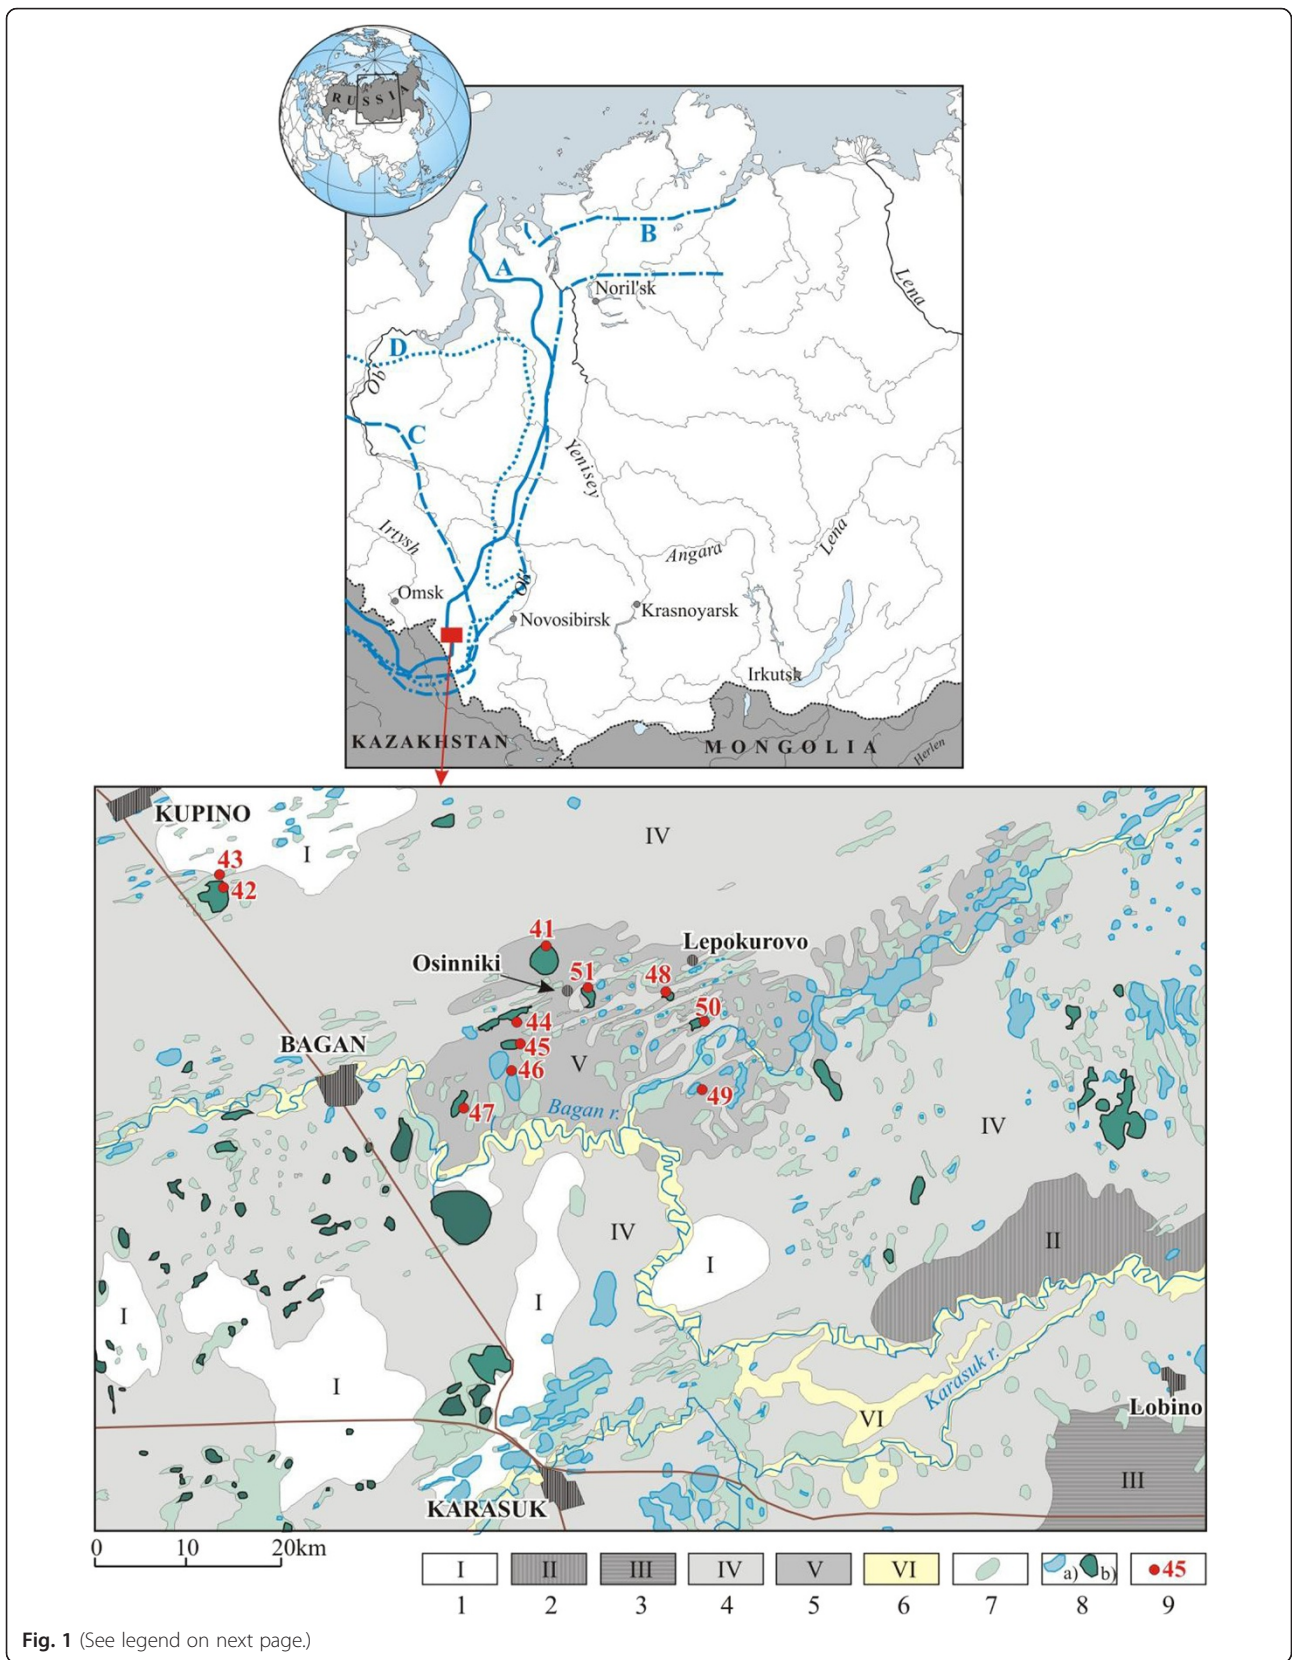 RUSSIA
B
A
Noril'sk
Lena
D
Ob'
C
Yenisey
Irtysh
Angara
Lena
Ob'
Omsk
Krasnoyarsk
Novosibirsk
Irkutsk
KAZAKHSTAN
MONGOLIA
Herlen
KUPINO
IV
I
43
42
41
Lepokurovo
Osinniki
51
48
50
44
BAGAN
45
V
46
49
47
Bagan r.
IV
IV
II
I
I
I
I
Karasuk r.
Lobino
VI
III
KARASUK
0 10 20km
I II III IV V VI a) b) 45
1 2 3 4 5 6 7 8 9
Fig. 1 (See legend on next page.)